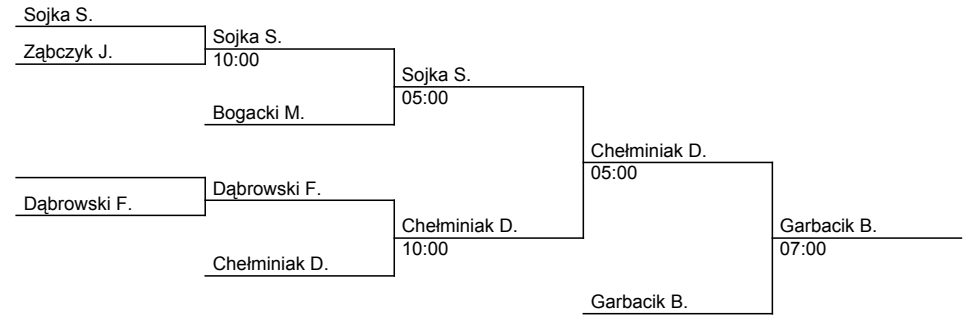 Sojka S.
Ząbczyk J.
Sojka S.
10:00
Sojka S.
05:00
Bogacki M.
Chełminiak D.
05:00
Dąbrowski F.
Dąbrowski F.
Chełminiak D.
10:00
Garbacik B.
07:00
Chełminiak D.
Garbacik B.